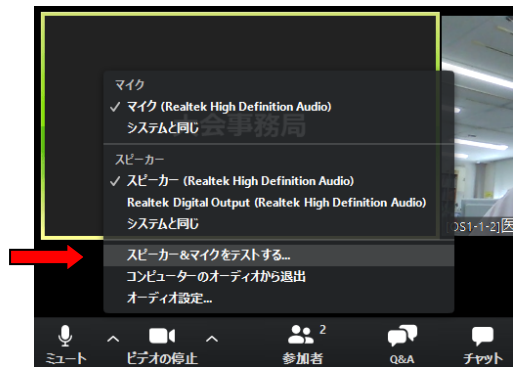 マイク
✓ マイク (Realtek High Definition Audio)
システムと同じ
大会事務局
スピーカー
✓ スピーカー (Realtek High Definition Audio)
Realtek Digital Output (Realtek High Definition Audio)
システムと同じ
[OS1-1-2]医
スピーカー&マイクをテストする...
コンピューターのオーディオから退出
オーディオ設定...
2
ミュート ビデオの停止 参加者 Q&A チャット